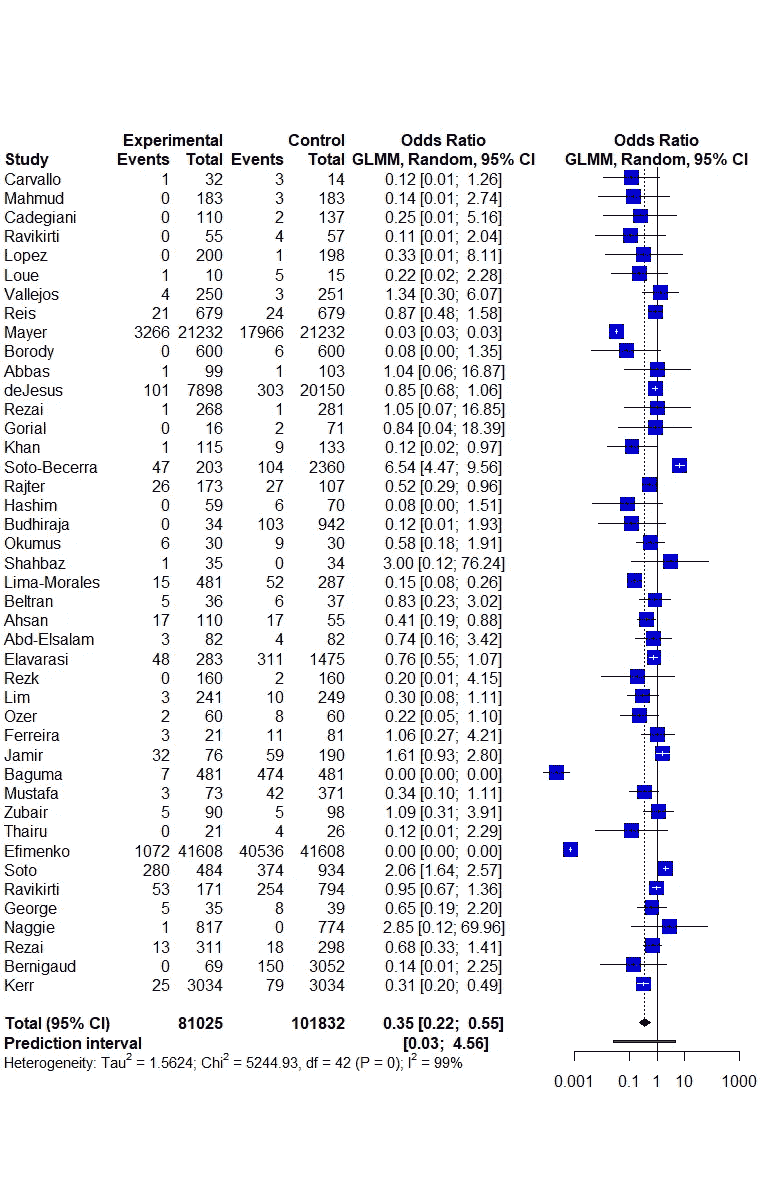 Experimental Control Odds Ratio Odds Ratio
Study Events Total Events Total GLMM, Random, 95% CI GLMM, Random, 95% CI
Carvallo 1 32 3 14 0.12 [0.01; 1.26]
Mahmud 0 183 3 183 0.14 [0.01; 2.74]
Cadegiani 0 110 2 137 0.25 [0.01; 5.16]
Ravikirti 0 55 4 57 0.11 [0.01; 2.04]
Lopez 0 200 1 198 0.33 [0.01; 8.11]
Loue 1 10 5 15 0.22 [0.02; 2.28]
Vallejos 4 250 3 251 1.34 [0.30; 6.07]
Reis 21 679 24 679 0.87 [0.48; 1.58]
Mayer 3266 21232 17966 21232 0.03 [0.03; 0.03]
Borody 0 600 6 600 0.08 [0.00; 1.35]
Abbas 1 99 1 103 1.04 [0.06; 16.87]
deJesus 101 7898 303 20150 0.85 [0.68; 1.06]
Rezai 1 268 1 281 1.05 [0.07; 16.85]
Gorial 0 16 2 71 0.84 [0.04; 18.39]
Khan 1 115 9 133 0.12 [0.02; 0.97]
Soto-Becerra 47 203 104 2360 6.54 [4.47; 9.56]
Rajter 26 173 27 107 0.52 [0.29; 0.96]
Hashim 0 59 6 70 0.08 [0.00; 1.51]
Budhiraja 0 34 103 942 0.12 [0.01; 1.93]
Okumus 6 30 9 30 0.58 [0.18; 1.91]
Shahbaz 1 35 0 34 3.00 [0.12; 76.24]
Lima-Morales 15 481 52 287 0.15 [0.08; 0.26]
Beltran 5 36 6 37 0.83 [0.23; 3.02]
Ahsan 17 110 17 55 0.41 [0.19; 0.88]
Abd-Elsalam 3 82 4 82 0.74 [0.16; 3.42]
Elavarasi 48 283 311 1475 0.76 [0.55; 1.07]
Rezk 0 160 2 160 0.20 [0.01; 4.15]
Lim 3 241 10 249 0.30 [0.08; 1.11]
Ozer 2 60 8 60 0.22 [0.05; 1.10]
Ferreira 3 21 11 81 1.06 [0.27; 4.21]
Jamir 32 76 59 190 1.61 [0.93; 2.80]
Baguma 7 481 474 481 0.00 [0.00; 0.00]
Mustafa 3 73 42 371 0.34 [0.10; 1.11]
Zubair 5 90 5 98 1.09 [0.31; 3.91]
Thairu 0 21 4 26 0.12 [0.01; 2.29]
Efimenko 1072 41608 40536 41608 0.00 [0.00; 0.00]
Soto 280 484 374 934 2.06 [1.64; 2.57]
Ravikirti 53 171 254 794 0.95 [0.67; 1.36]
George 5 35 8 39 0.65 [0.19; 2.20]
Naggie 1 817 0 774 2.85 [0.12; 69.96]
Rezai 13 311 18 298 0.68 [0.33; 1.41]
Bernigaud 0 69 150 3052 0.14 [0.01; 2.25]
Kerr 25 3034 79 3034 0.31 [0.20; 0.49]
Total (95% CI) 81025 101832 0.35 [0.22; 0.55]
Prediction interval [0.03; 4.56]
Heterogeneity: Tau² = 1.5624; Chi² = 5244.93, df = 42 (P = 0); I² = 99%
0.001 0.1 1 10 1000